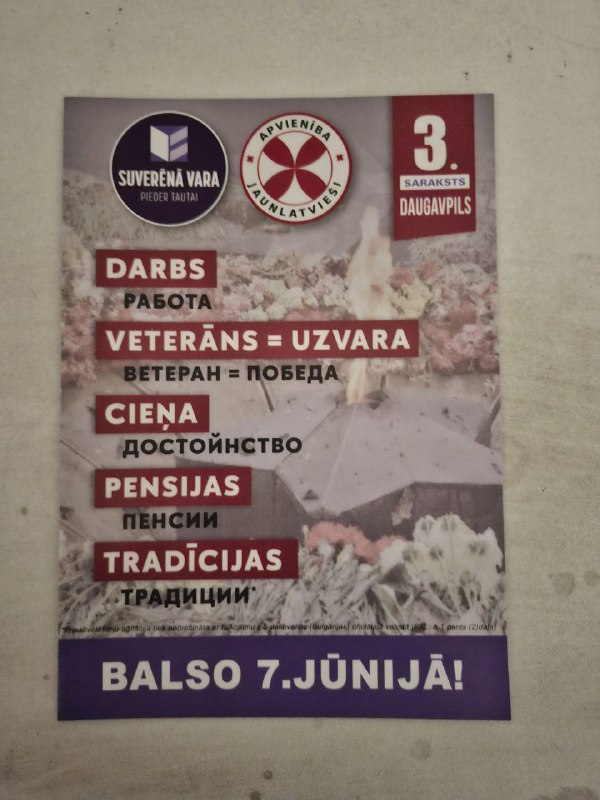 SUVERĒNĀ VARA
PIEDER TAUTAI
APVIENĪBA
JAUNLATVIEŠI
3.
SARAKSTS
DAUGAVPILS
DARBS
РАБОТА
VETERĀNS = UZVARA
ВЕТЕРАН = ПОБЕДА
CIEŅA
ДОСТОЙНСТВО
PENSIJAS
ПЕНСИИ
TRADĪCIJAS
ТРАДИЦИИ*
BALSO 7.JŪNIJĀ!